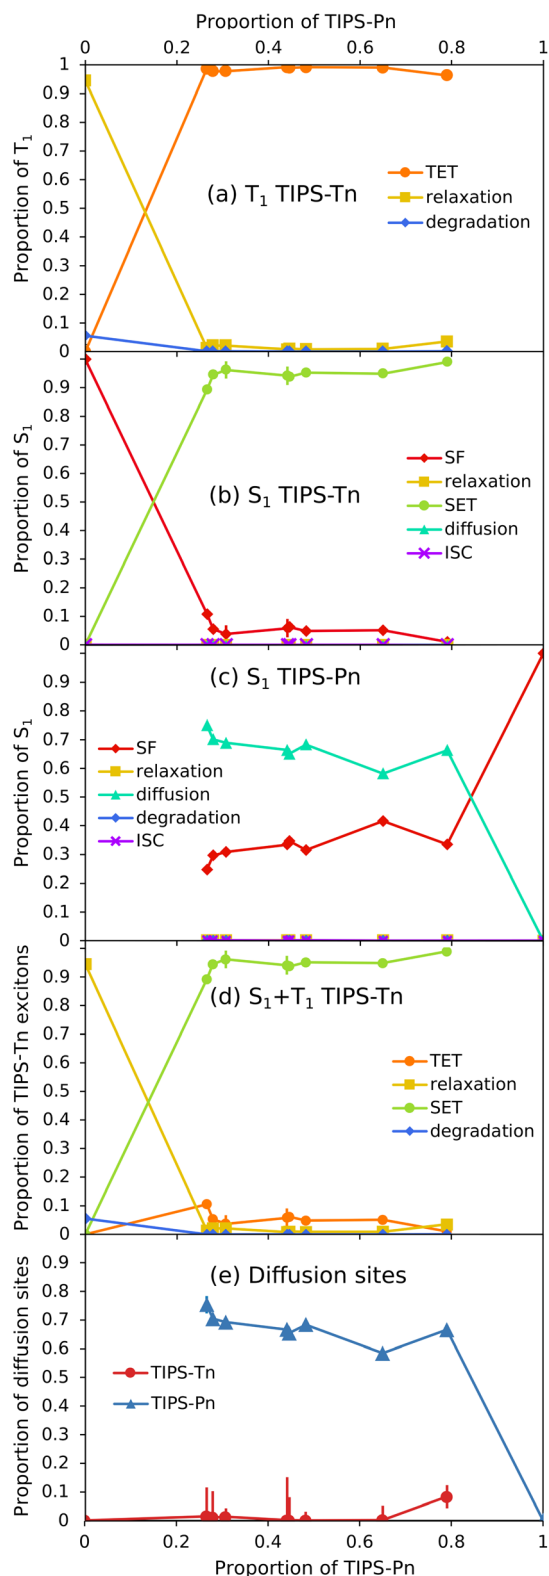 Proportion of TIPS-Pn
0 0.2 0.4 0.6 0.8 1
1
0.9
0.8
0.7
0.6
0.5
0.4
0.3
0.2
0.1
0
Proportion of T1
(a) T1 TIPS-Tn
TET
relaxation
degradation
0.9
0.8
0.7
0.6
0.5
0.4
0.3
0.2
0.1
0
Proportion of S1
(b) S1 TIPS-Tn
SF
relaxation
SET
diffusion
ISC
0.9
0.8
0.7
0.6
0.5
0.4
0.3
0.2
0.1
0
Proportion of S1
(c) S1 TIPS-Pn
SF
relaxation
diffusion
degradation
ISC
0.9
0.8
0.7
0.6
0.5
0.4
0.3
0.2
0.1
0
Proportion of TIPS-Tn excitons
(d) S1+T1 TIPS-Tn
TET
relaxation
SET
degradation
0.9
0.8
0.7
0.6
0.5
0.4
0.3
0.2
0.1
0
Proportion of diffusion sites
(e) Diffusion sites
TIPS-Tn
TIPS-Pn
0 0.2 0.4 0.6 0.8 1
Proportion of TIPS-Pn